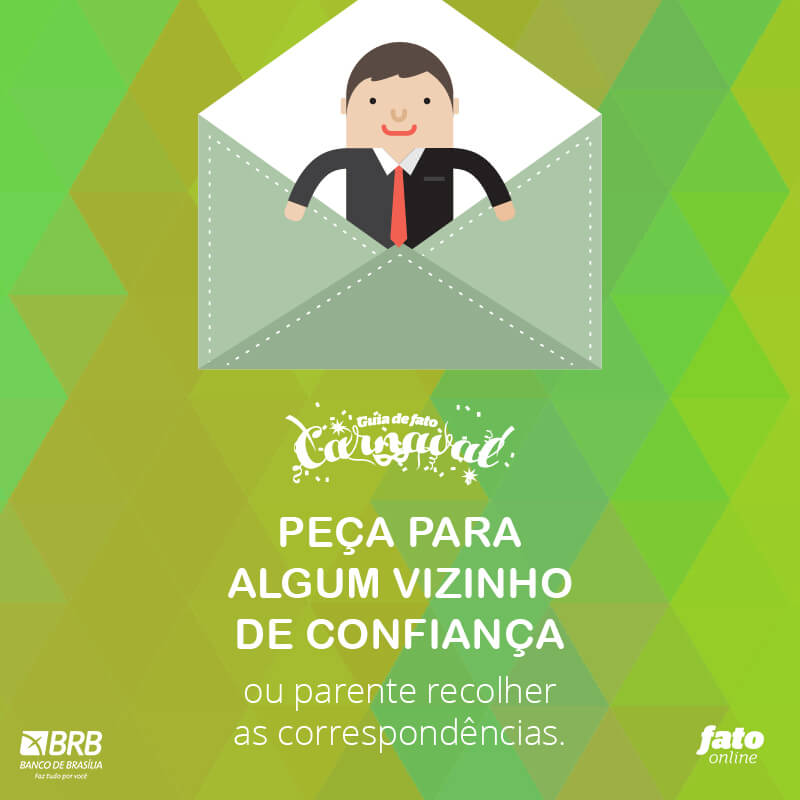 Guia de fato
Carnaval
PEÇA PARA
ALGUM VIZINHO
DE CONFIANÇA
ou parente recolher
as correspondências.
BRB
BANCO DE BRASÍLIA
Faz tudo por você
fato
online